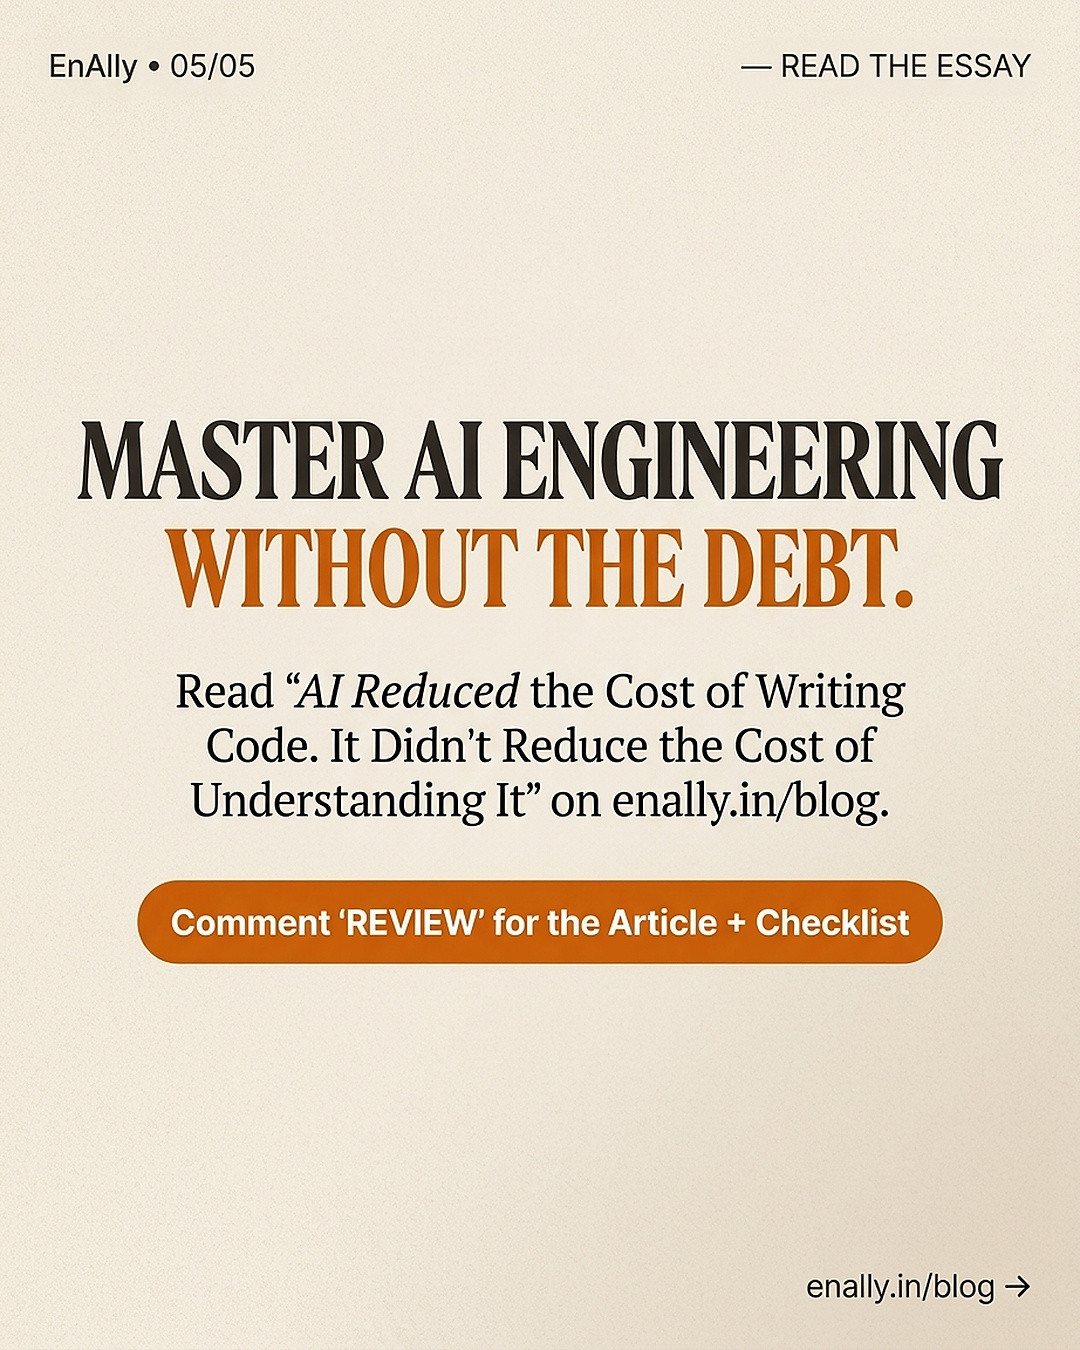 EnAlly • 05/05
— READ THE ESSAY
MASTER AI ENGINEERING
WITHOUT THE DEBT.
Read “AI Reduced the Cost of Writing
Code. It Didn't Reduce the Cost of
Understanding It” on enally.in/blog.
Comment ‘REVIEW’ for the Article + Checklist
enally.in/blog →